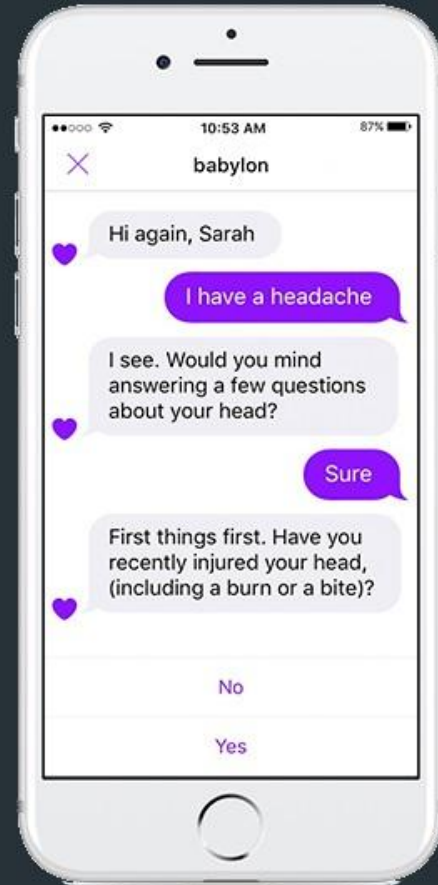 10:53 AM
87%
babylon
Hi again, Sarah
I have a headache
I see. Would you mind
answering a few questions
about your head?
Sure
First things first. Have you
recently injured your head,
(including a burn or a bite)?
No
Yes